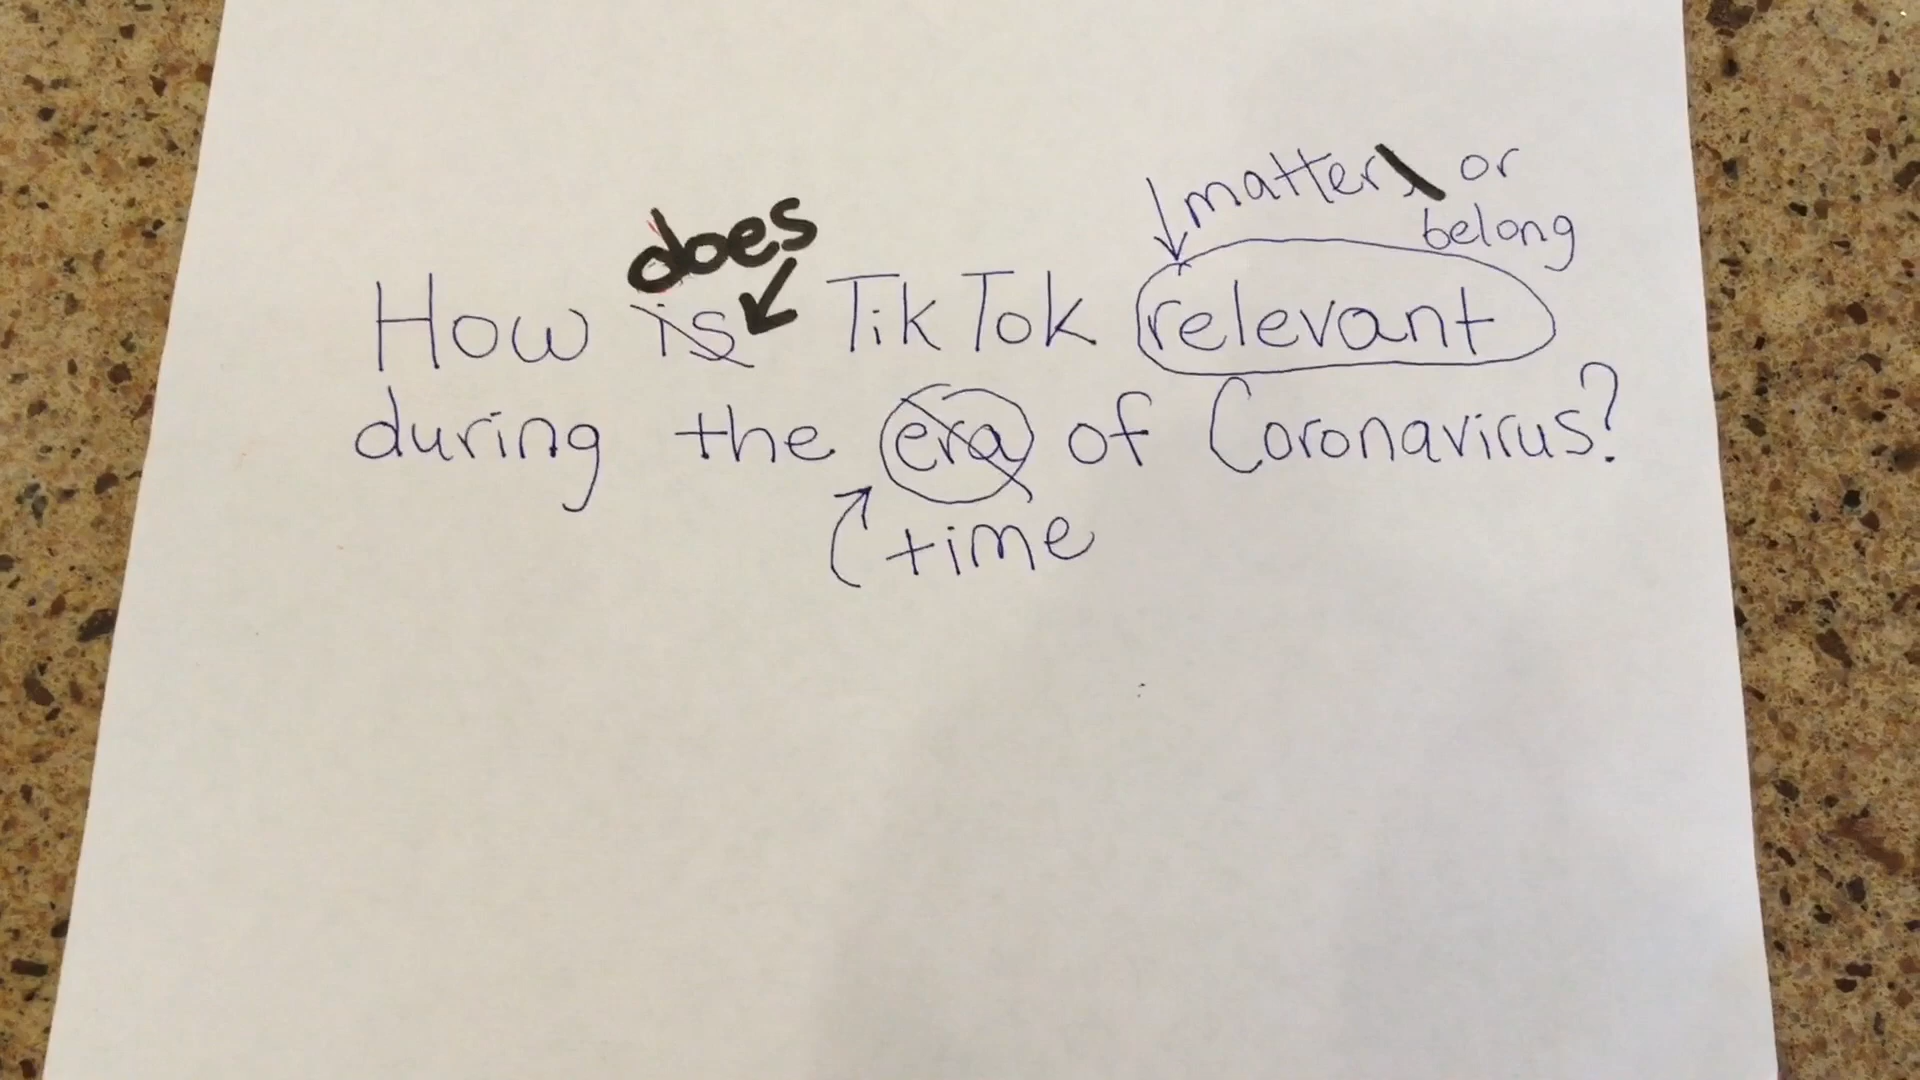 matter, or
belong
does
How is TikTok relevant
during the era of Coronavirus?
time